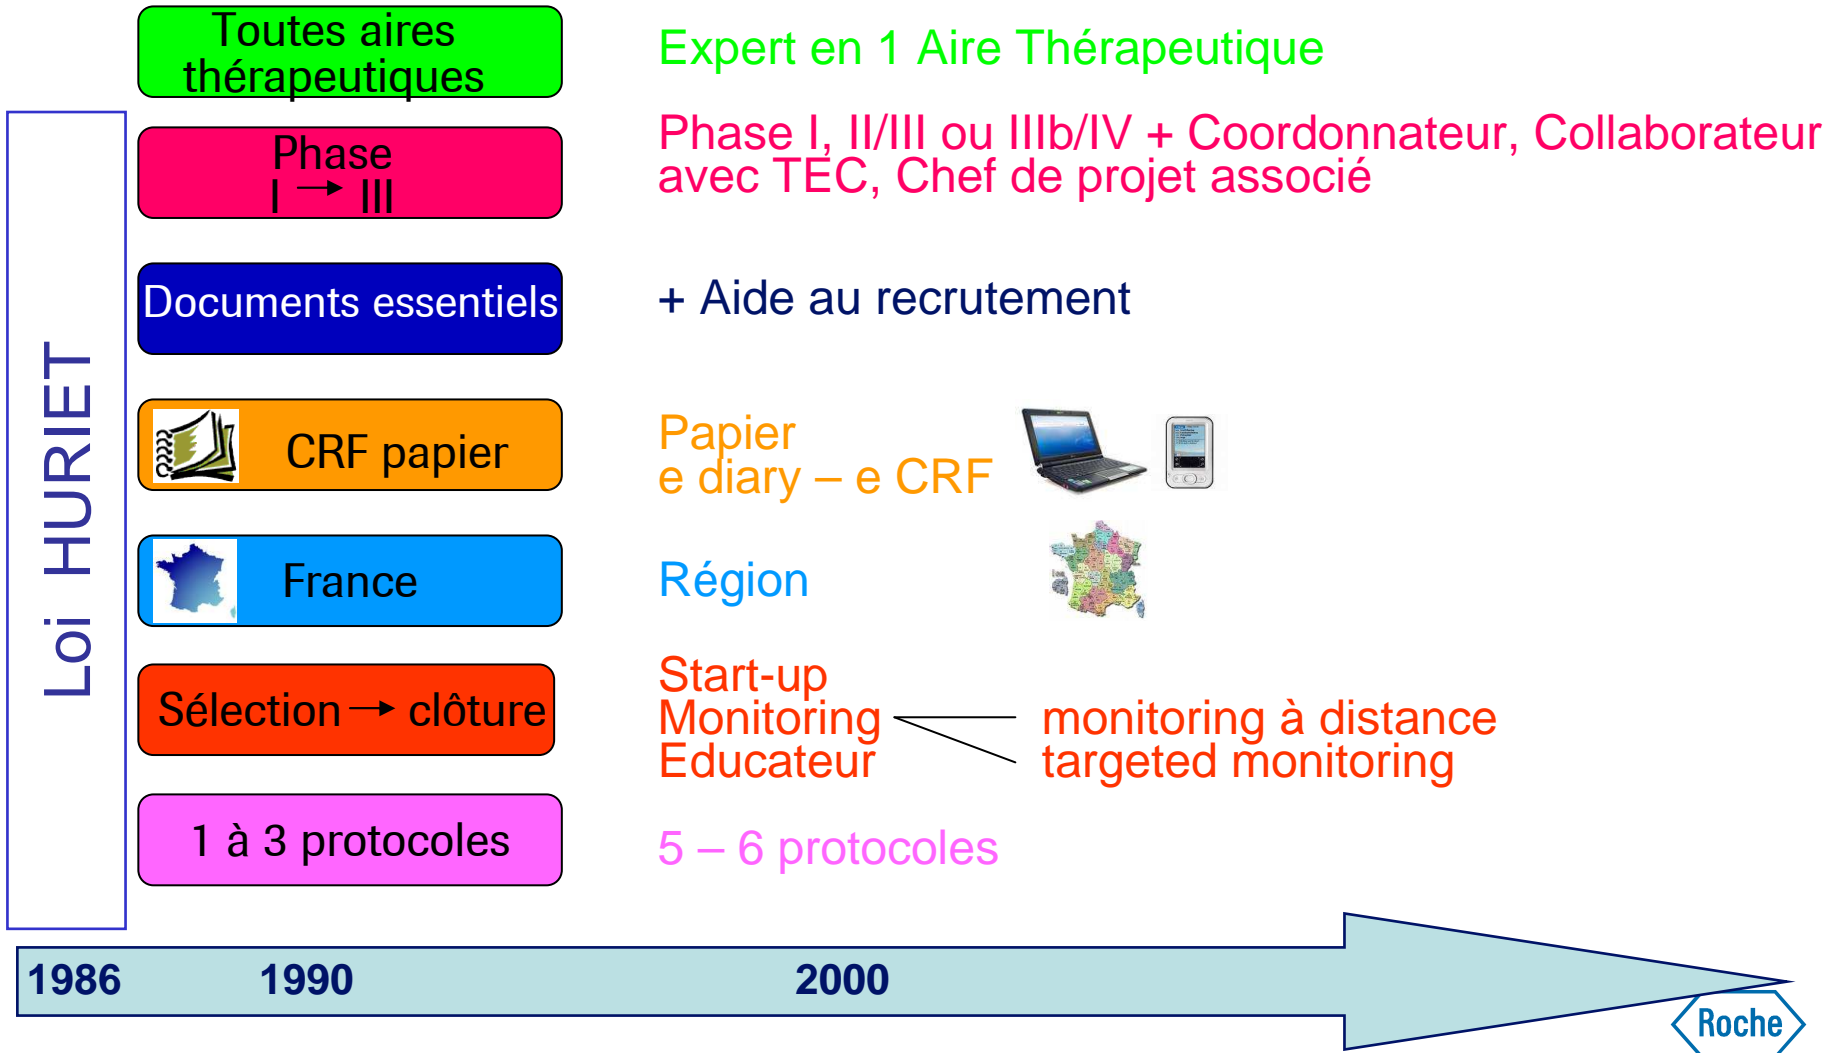 Toutes aires
thérapeutiques
Expert en 1 Aire Thérapeutique
Loi HURIET
Phase
I → III
Phase I, II/III ou IIIb/IV + Coordonnateur, Collaborateur
avec TEC, Chef de projet associé
Documents essentiels
+ Aide au recrutement
CRF papier
Papier
e diary – e CRF
France
Région
Sélection → clôture
Start-up
Monitoring
Educateur
monitoring à distance
targeted monitoring
1 à 3 protocoles
5 – 6 protocoles
1986
1990
2000
Roche